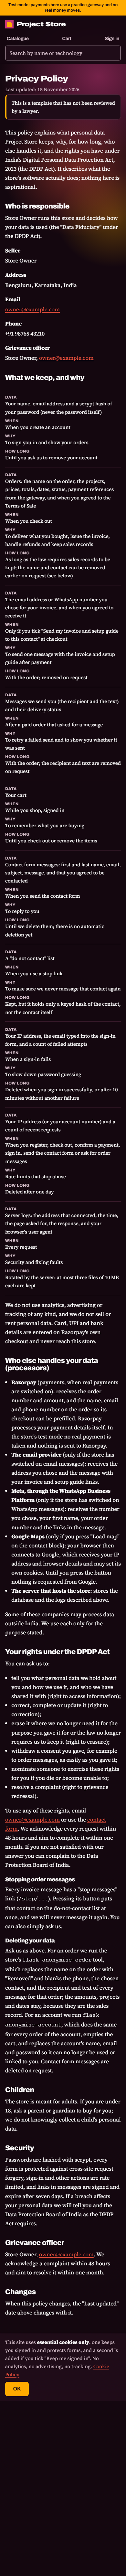 Test mode: payments here use a practice gateway and no
real money moves.
Project Store
Catalogue
Cart
Sign in
Search by name or technology
Privacy Policy
Last updated: 15 November 2026
This is a template that has not been reviewed
by a lawyer.
This policy explains what personal data
Project Store keeps, why, for how long, who
else handles it, and the rights you have under
India's Digital Personal Data Protection Act,
2023 (the DPDP Act). It describes what the
store's software actually does; nothing here is
aspirational.
Who is responsible
Store Owner runs this store and decides how
your data is used (the "Data Fiduciary" under
the DPDP Act).
Seller
Store Owner
Address
Bengaluru, Karnataka, India
Email
owner@example.com
Phone
+91 98765 43210
Grievance officer
Store Owner, owner@example.com
What we keep, and why
DATA
Your name, email address and a scrypt hash of
your password (never the password itself)
WHEN
When you create an account
WHY
To sign you in and show your orders
HOW LONG
Until you ask us to remove your account
DATA
Orders: the name on the order, the projects,
prices, totals, dates, status, payment references
from the gateway, and when you agreed to the
Terms of Sale
WHEN
When you check out
WHY
To deliver what you bought, issue the invoice,
handle refunds and keep sales records
HOW LONG
As long as the law requires sales records to be
kept; the name and contact can be removed
earlier on request (see below)
DATA
The email address or WhatsApp number you
chose for your invoice, and when you agreed to
receive it
WHEN
Only if you tick "Send my invoice and setup guide
to this contact" at checkout
WHY
To send one message with the invoice and setup
guide after payment
HOW LONG
With the order; removed on request
DATA
Messages we send you (the recipient and the text)
and their delivery status
WHEN
After a paid order that asked for a message
WHY
To retry a failed send and to show you whether it
was sent
HOW LONG
With the order; the recipient and text are removed
on request
DATA
Your cart
WHEN
While you shop, signed in
WHY
To remember what you are buying
HOW LONG
Until you check out or remove the items
DATA
Contact form messages: first and last name, email,
subject, message, and that you agreed to be
contacted
WHEN
When you send the contact form
WHY
To reply to you
HOW LONG
Until we delete them; there is no automatic
deletion yet
DATA
A "do not contact" list
WHEN
When you use a stop link
WHY
To make sure we never message that contact again
HOW LONG
Kept, but it holds only a keyed hash of the contact,
not the contact itself
DATA
Your IP address, the email typed into the sign-in
form, and a count of failed attempts
WHEN
When a sign-in fails
WHY
To slow down password guessing
HOW LONG
Deleted when you sign in successfully, or after 10
minutes without another failure
DATA
Your IP address (or your account number) and a
count of recent requests
WHEN
When you register, check out, confirm a payment,
sign in, send the contact form or ask for order
messages
WHY
Rate limits that stop abuse
HOW LONG
Deleted after one day
DATA
Server logs: the address that connected, the time,
the page asked for, the response, and your
browser's user agent
WHEN
Every request
WHY
Security and fixing faults
HOW LONG
Rotated by the server: at most three files of 10 MB
each are kept
We do not use analytics, advertising or
tracking of any kind, and we do not sell or
rent personal data. Card, UPI and bank
details are entered on Razorpay's own
checkout and never reach this store.
Who else handles your data
(processors)
Razorpay (payments, when real payments
are switched on): receives the order
number and amount, and the name, email
and phone number on the order so its
checkout can be prefilled. Razorpay
processes your payment details itself. In
the store's test mode no real payment is
taken and nothing is sent to Razorpay.
The email provider (only if the store has
switched on email messages): receives the
address you chose and the message with
your invoice and setup guide links.
Meta, through the WhatsApp Business
Platform (only if the store has switched on
WhatsApp messages): receives the number
you chose, your first name, your order
number and the links in the message.
Google Maps (only if you press "Load map"
on the contact block): your browser then
connects to Google, which receives your IP
address and browser details and may set its
own cookies. Until you press the button
nothing is requested from Google.
The server that hosts the store: stores the
database and the logs described above.
Some of these companies may process data
outside India. We use each only for the
purpose stated.
Your rights under the DPDP Act
You can ask us to:
tell you what personal data we hold about
you and how we use it, and who we have
shared it with (right to access information);
correct, complete or update it (right to
correction);
erase it where we no longer need it for the
purpose you gave it for and no law or longer
requires us to keep it (right to erasure);
withdraw a consent you gave, for example
to order messages, as easily as you gave it;
nominate someone to exercise these rights
for you if you die or become unable to;
receive a complaint (right to grievance
redressal).
To use any of these rights, email
owner@example.com or use the contact
form. We acknowledge every request within
48 hours and aim to complete it within one
month. If you are not satisfied with our
answer you can complain to the Data
Protection Board of India.
Stopping order messages
Every invoice message has a "stop messages"
link (/stop/...). Pressing its button puts
that contact on the do-not-contact list at
once, and we will never message it again. You
can also simply ask us.
Deleting your data
Ask us as above. For an order we run the
store's flask anonymise-order tool,
which replaces the name on the order with
"Removed" and blanks the phone, the invoice
contact, and the recipient and text of every
message for that order; the order, amounts
and dates stay, because they are the sales
record. For an account we run flask
anonymise-account, which does the same
for every order of the account, empties the
cart, and replaces the account's name, email
and password so it can no longer be used or
linked to you. Contact form messages are
deleted on request.
Children
The store is meant for adults. If you are under
18, ask a parent or guardian to buy for you;
we do not knowingly collect a child's personal
data.
Security
Passwords are hashed with scrypt, every
form is protected against cross-site request
forgery, sign-in and other actions are rate
limited, and links in messages are signed and
expire after seven days. If a breach affects
your personal data we will tell you and the
Data Protection Board of India as the DPDP
Act requires.
Grievance officer
Store Owner, owner@example.com. We
acknowledge a complaint within 48 hours
and aim to resolve it within one month.
Changes
When this policy changes, the "Last updated"
date above changes with it.
This site uses essential cookies only: one keeps
you signed in and protects forms, and a second is
added if you tick "Keep me signed in". No
analytics, no advertising, no tracking. Cookie
Policy
OK